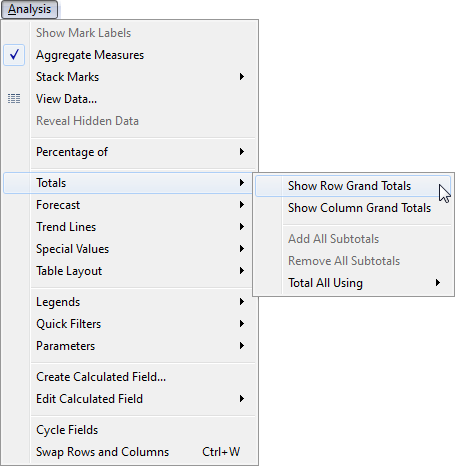 Analysis
Show Mark Labels
Aggregate Measures
Stack Marks
View Data...
Reveal Hidden Data
Percentage of
Totals
Forecast
Trend Lines
Special Values
Table Layout
Legends
Quick Filters
Parameters
Create Calculated Field...
Edit Calculated Field
Cycle Fields
Swap Rows and Columns Ctrl+W
Show Row Grand Totals
Show Column Grand Totals
Add All Subtotals
Remove All Subtotals
Total All Using